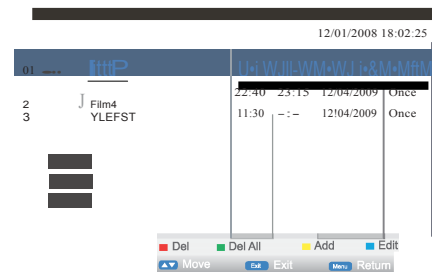 12/01/2008 18:02:25
01
2 Film4 22:40 23:15 12/04/2009 Once
3 YLEFST 11:30 –:– 12!04/2009 Once
Del Del All Add Edit
Move Exit Exit Menu Return